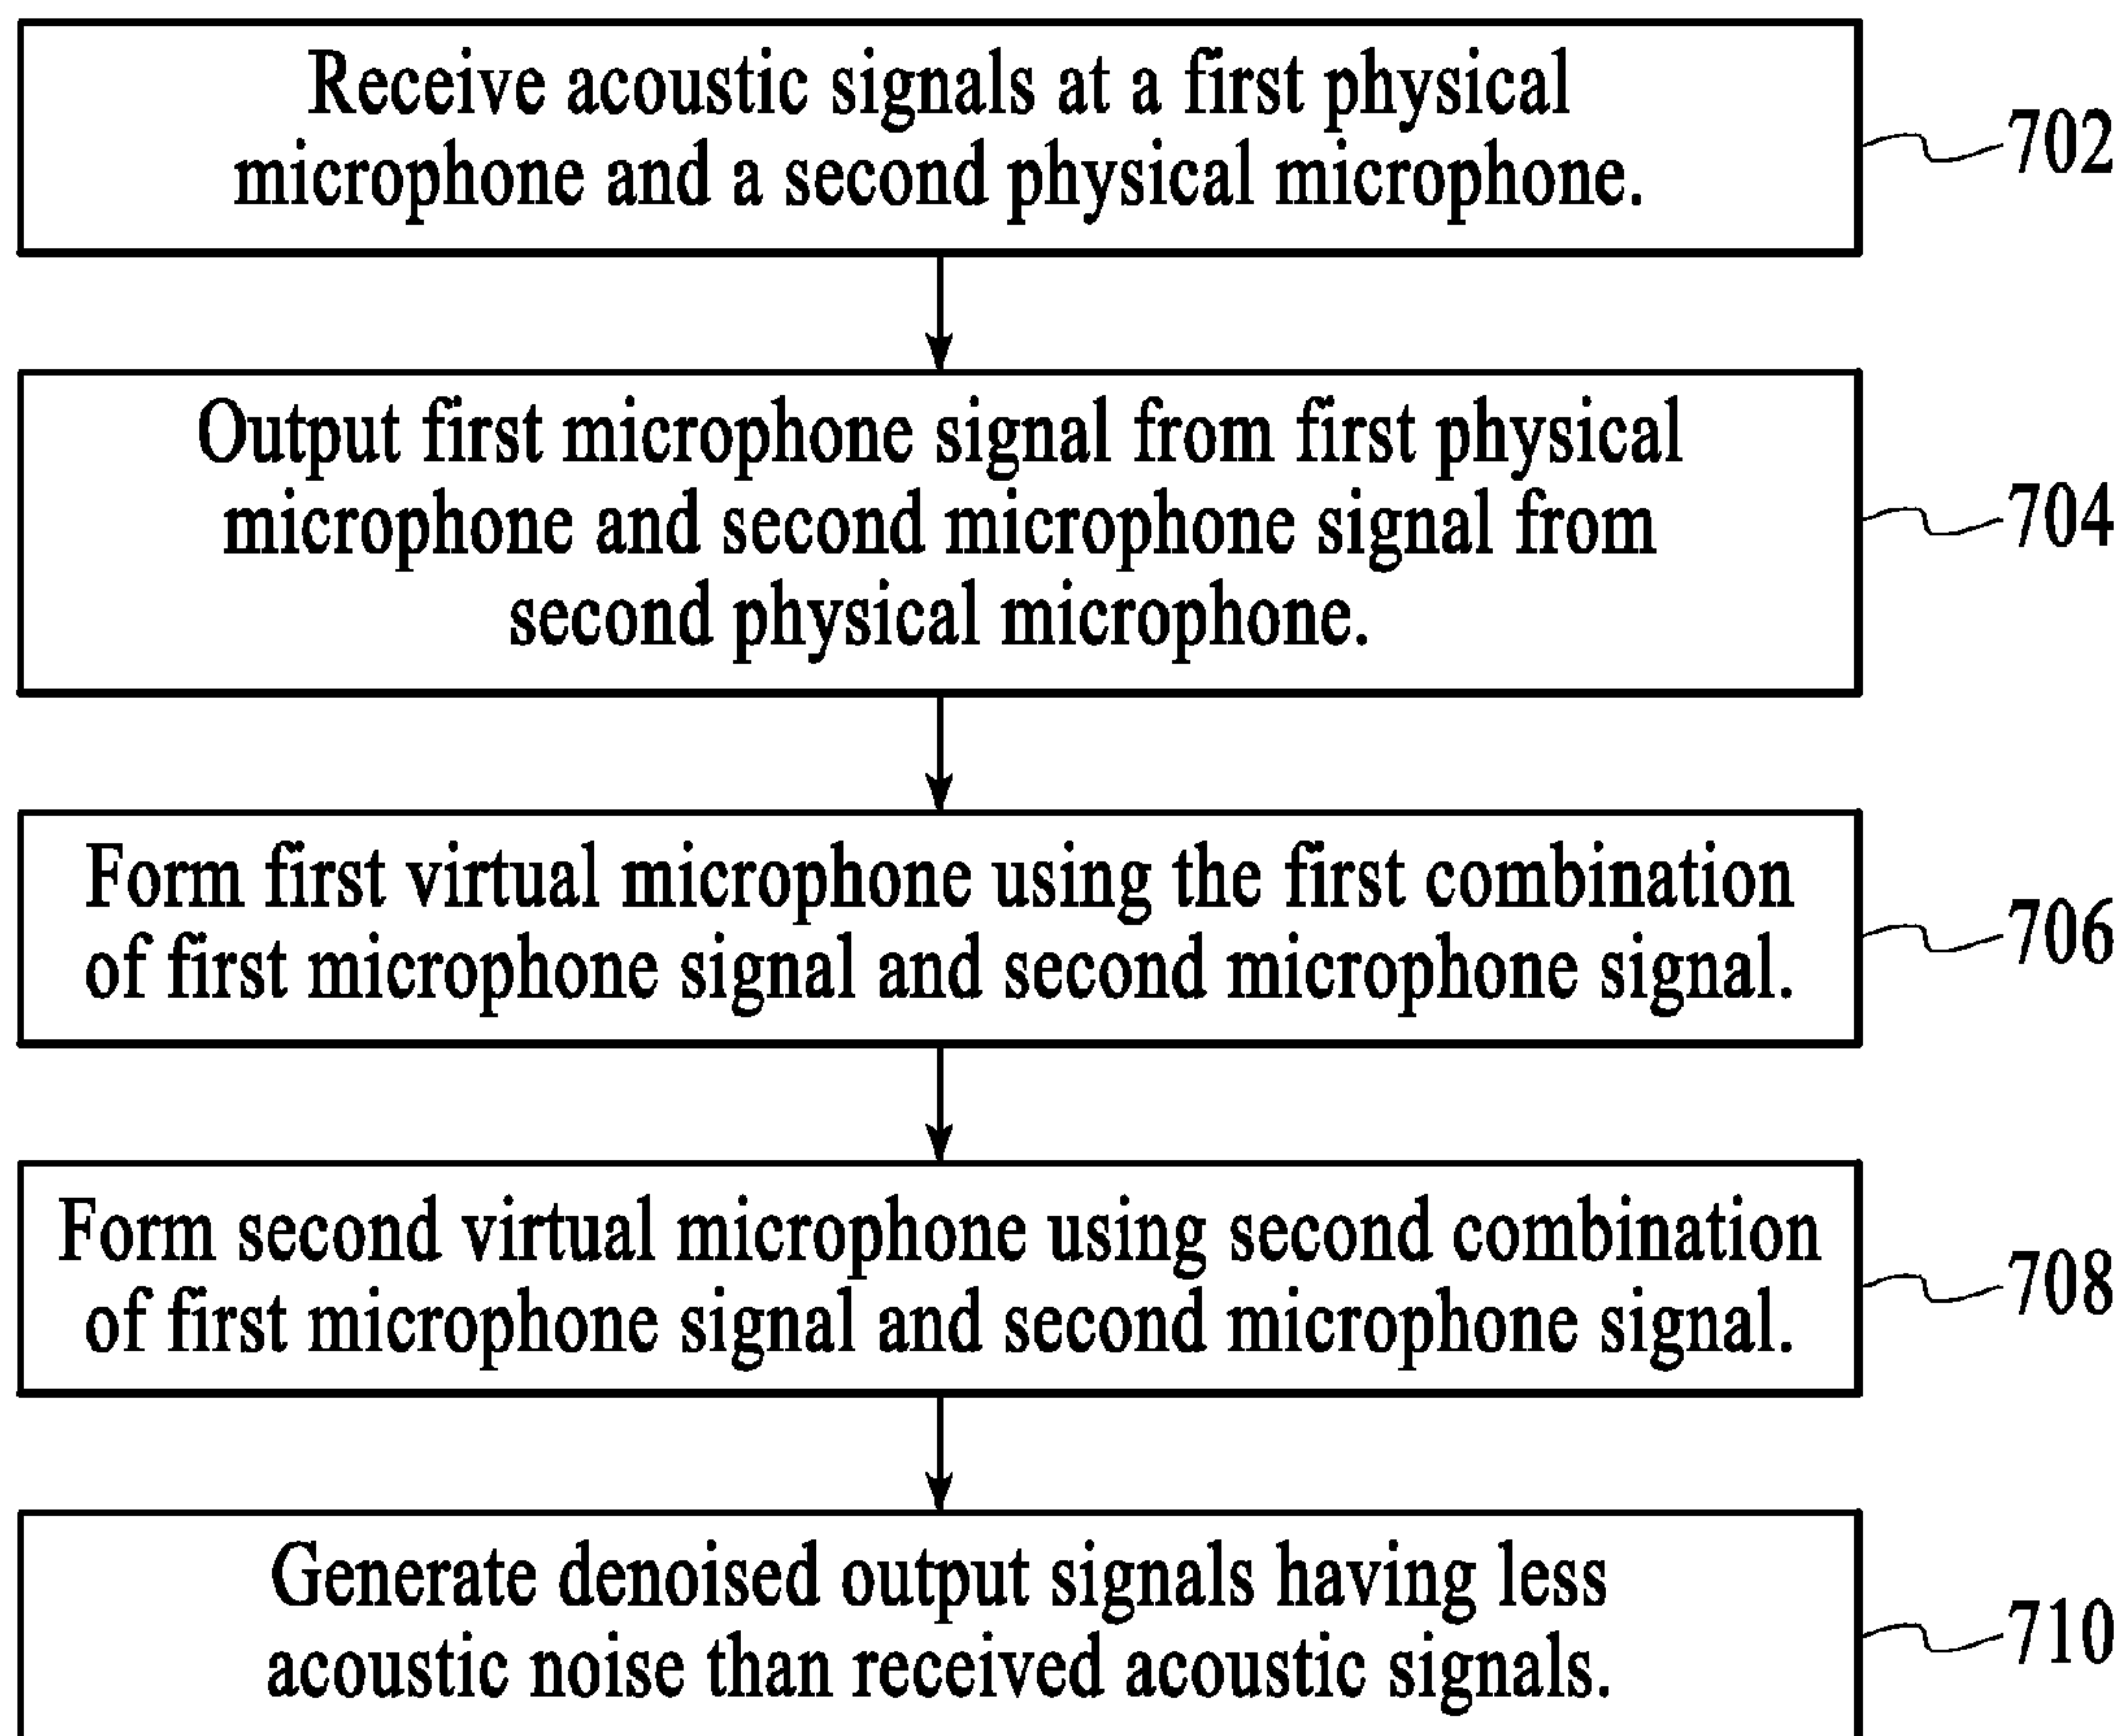 Receive acoustic signals at a first physical
microphone and a second physical microphone.
702
Output first microphone signal from first physical
microphone and second microphone signal from
second physical microphone.
704
Form first virtual microphone using the first combination
of first microphone signal and second microphone signal.
706
Form second virtual microphone using second combination
of first microphone signal and second microphone signal.
708
Generate denoised output signals having less
acoustic noise than received acoustic signals.
710